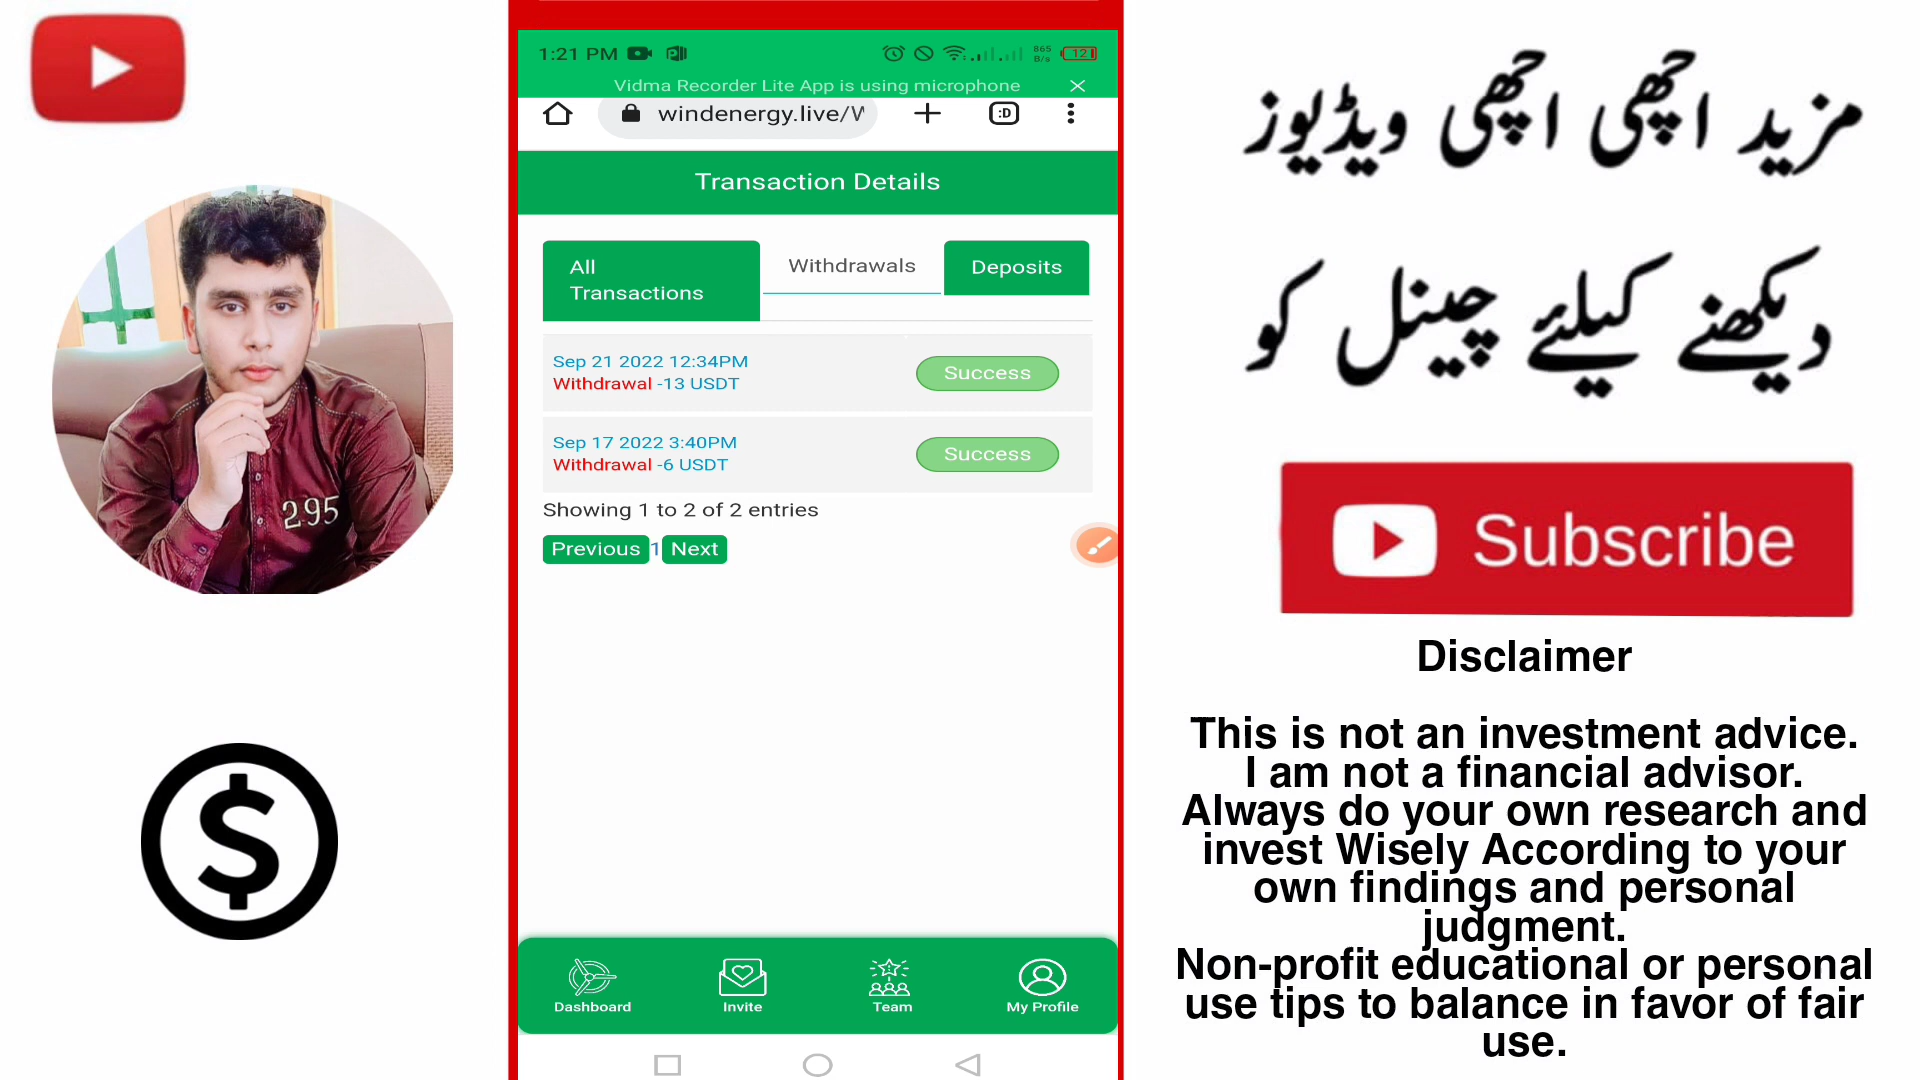 1:21 PM
865
B/s
12
Vidma Recorder Lite App is using microphone
windenergy.live/W
:D
Transaction Details
All
Transactions
Withdrawals
Deposits
Sep 21 2022 12:34PM
Withdrawal -13 USDT
Success
Sep 17 2022 3:40PM
Withdrawal -6 USDT
Success
Showing 1 to 2 of 2 entries
Previous 1 Next
Dashboard
Invite
Team
My Profile
295
مزید اچھی اچھی ویڈیوز
دیکھنے کیلئے چینل کو
Subscribe
Disclaimer
This is not an investment advice.
I am not a financial advisor.
Always do your own research and
invest Wisely According to your
own findings and personal
judgment.
Non-profit educational or personal
use tips to balance in favor of fair
use.